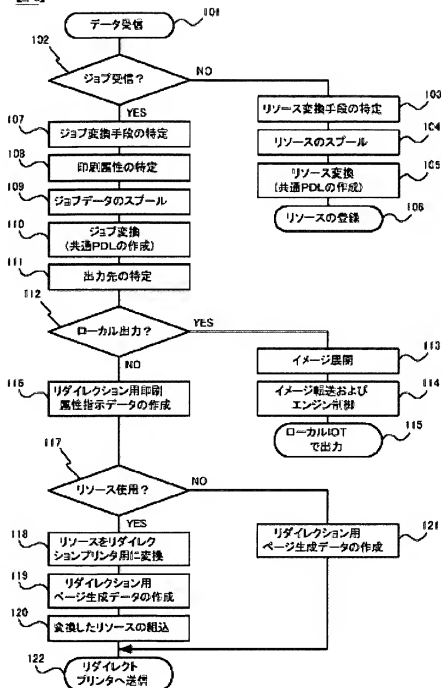 データ受信
101
102
ジョブ受信?
NO
YES
103
リソース変換手段の特定
104
リソースのスプール
105
リソース変換
(共通PDLの作成)
106
リソースの登録
107
ジョブ変換手段の特定
108
印刷属性の特定
109
ジョブデータのスプール
110
ジョブ変換
(共通PDLの作成)
111
出力先の特定
112
ローカル出力?
YES
NO
113
イメージ展開
114
イメージ転送および
エンジン制御
115
ローカルIOT
で出力
116
リダイレクション用印刷
属性指示データの作成
117
リソース使用?
NO
YES
118
リソースをリダイレク
ションプリンタ用に変換
119
リダイレクション用
ページ生成データの作成
120
変換したリソースの組込
121
リダイレクション用
ページ生成データの作成
122
リダイレクト
プリンタへ送信